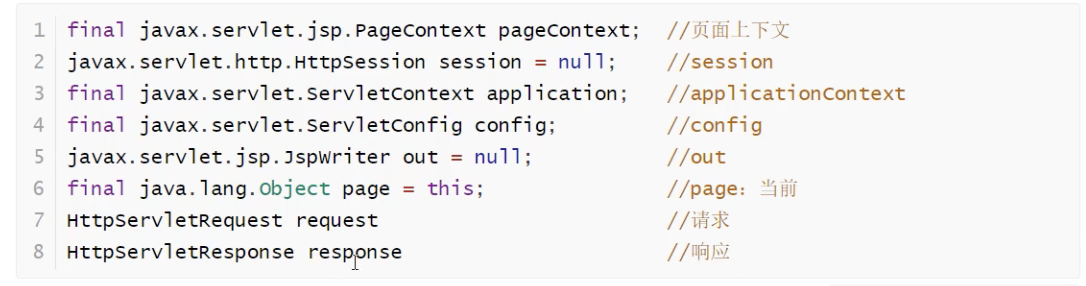 1 final javax.servlet.jsp.PageContext pageContext; //页面上下文
2 javax.servlet.http.HttpSession session = null; //session
3 final javax.servlet.ServletContext application; //applicationContext
4 final javax.servlet.ServletConfig config; //config
5 javax.servlet.jsp.JspWriter out = null; //out
6 final java.lang.Object page = this; //page：当前
7 HttpServletRequest request //请求
8 HttpServletResponse response //响应